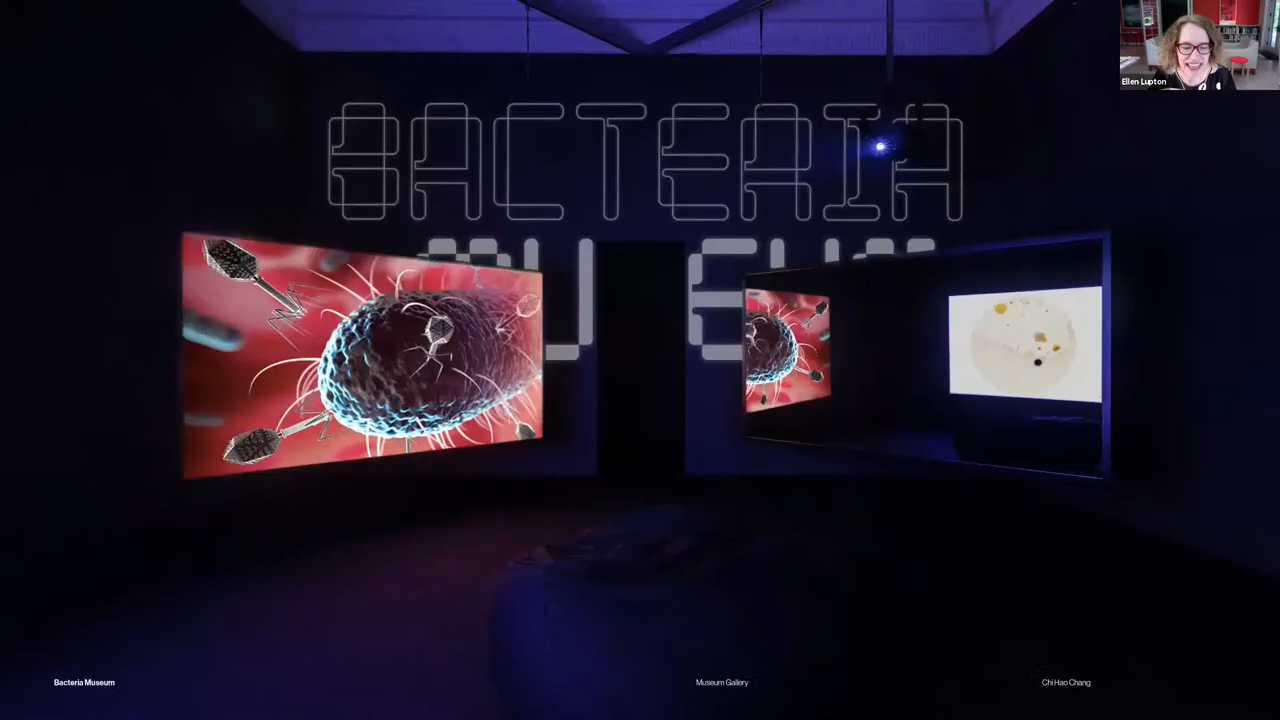 Ellen Lupton
BACTERIA
Bacteria Museum
Museum Gallery
Chi Hao Chang